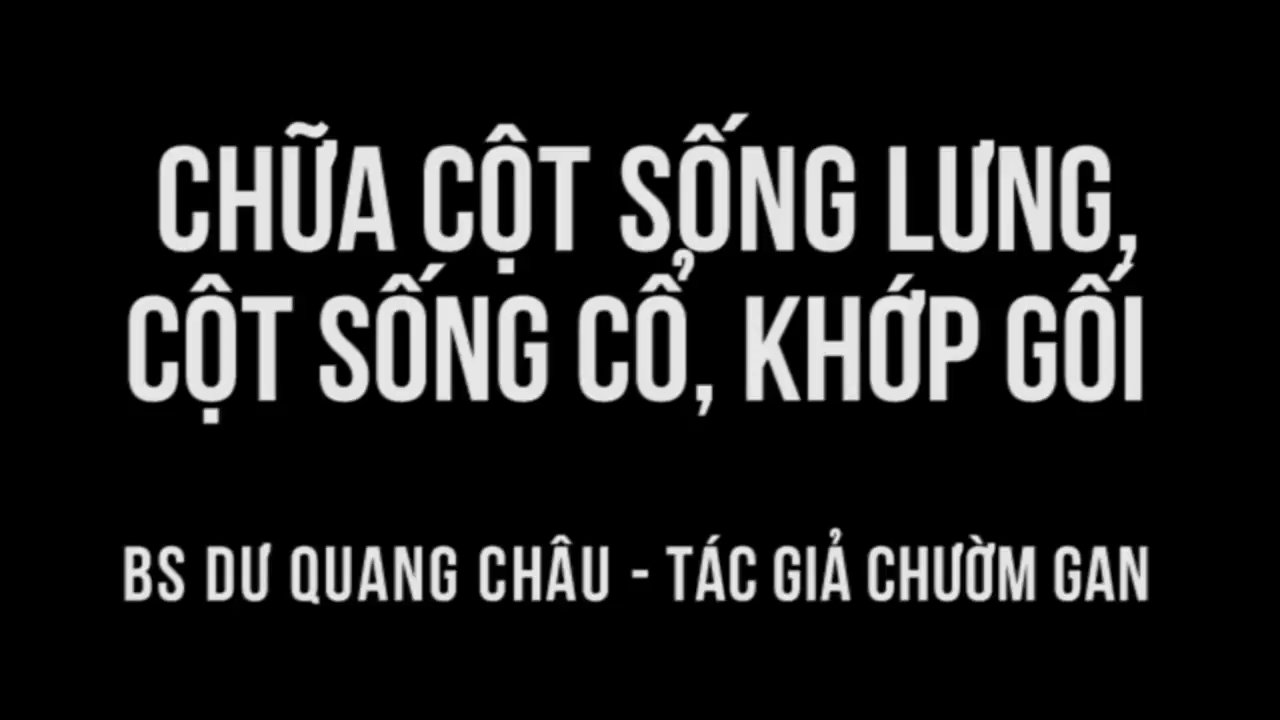 CHỮA CỘT SỐNG LƯNG,
CỘT SỐNG CỔ, KHỚP GỐI
BS DƯ QUANG CHÂU - TÁC GIẢ CHƯỜM GAN